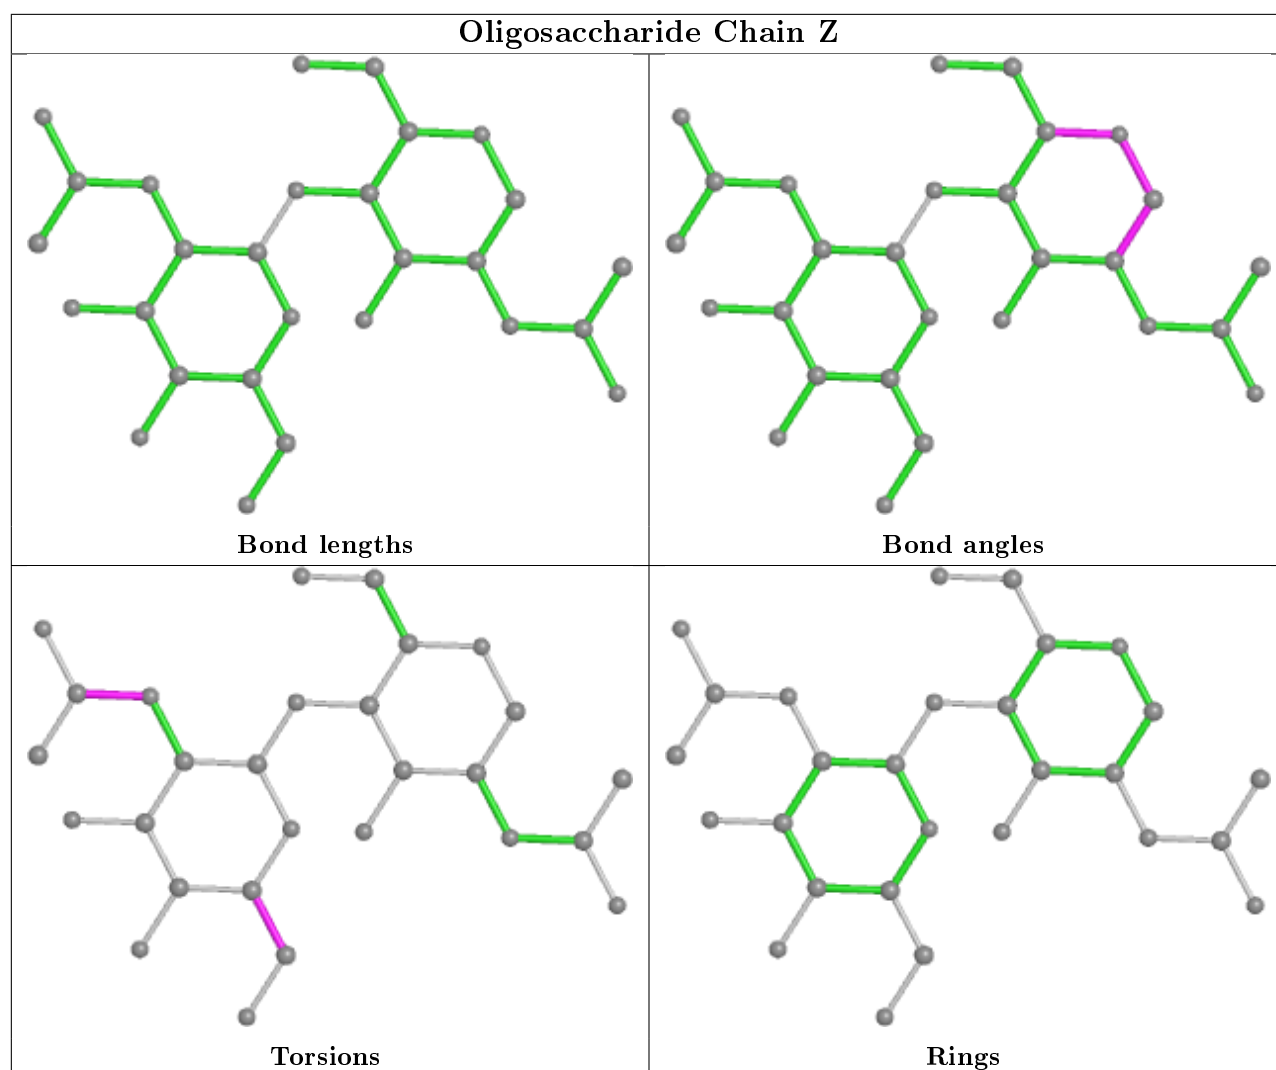 Oligosaccharide Chain Z
Bond lengths
Bond angles
Torsions
Rings